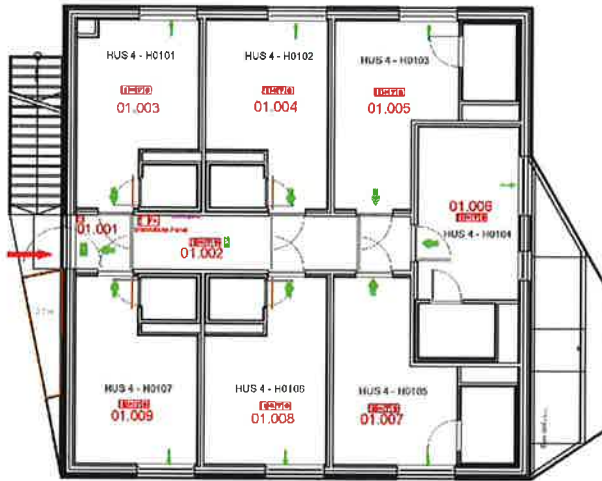 HUS 4 - H0101
HUS 4 - H0102
HUS 4 - H0103
01.003
01.004
01.005
01.006
HUS 4 - H0104
01.001
01.002
HUS 4 - H0107
HUS 4 - H0106
HUS 4 - H0105
01.009
01.008
01.007